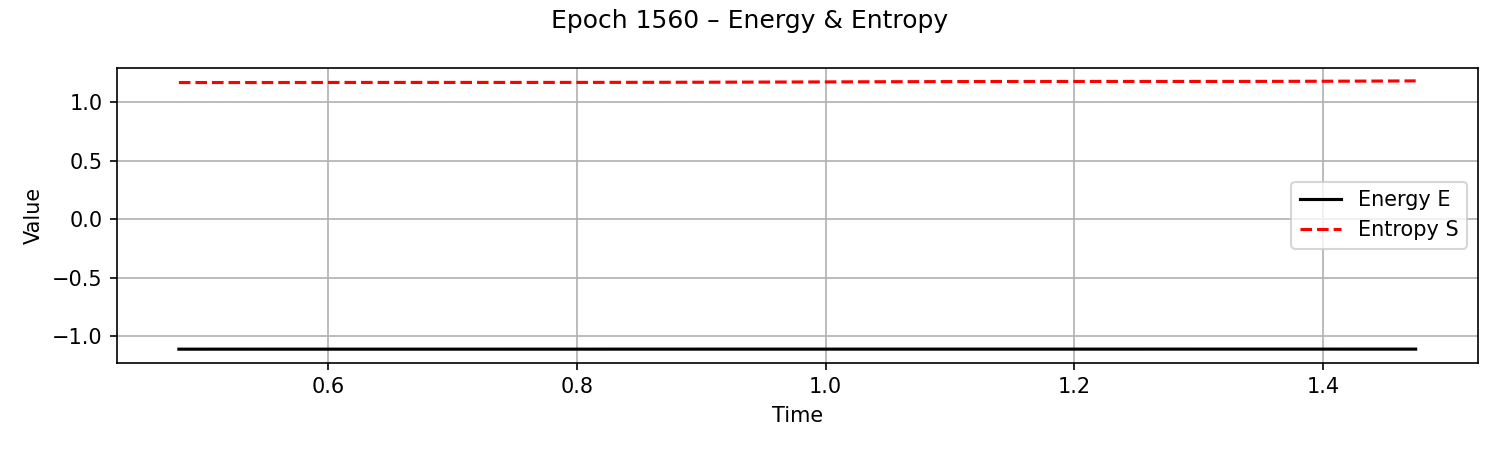 Epoch 1560 – Energy & Entropy
1.0
0.5
0.0
−0.5
−1.0
Value
Energy E
Entropy S
0.6 0.8 1.0 1.2 1.4
Time